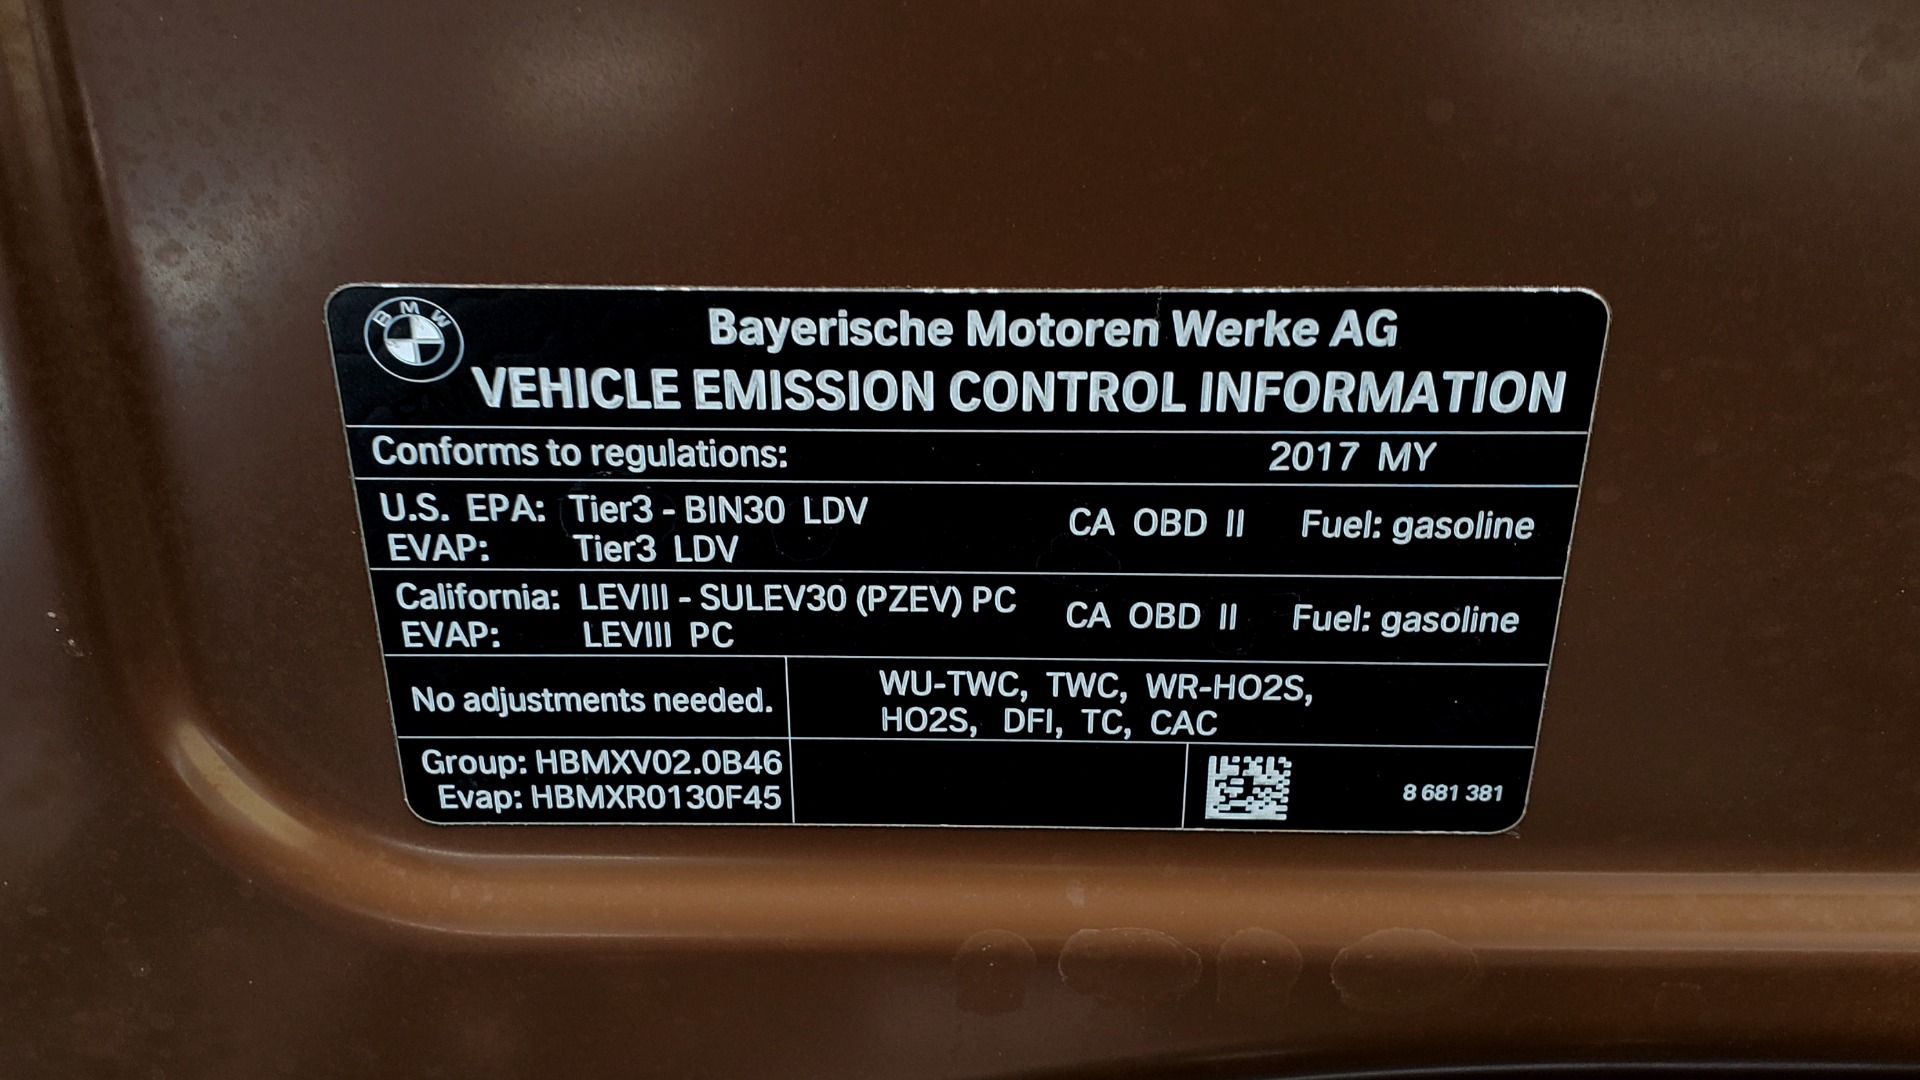 BMW
Bayerische Motoren Werke AG
VEHICLE EMISSION CONTROL INFORMATION
Conforms to regulations: 2017 MY
U.S. EPA: Tier3 - BIN30 LDV CA OBD II Fuel: gasoline
EVAP: Tier3 LDV
California: LEVIII - SULEV30 (PZEV) PC CA OBD II Fuel: gasoline
EVAP: LEVIII PC
No adjustments needed.
WU-TWC, TWC, WR-HO2S,
HO2S, DFI, TC, CAC
Group: HBMXV02.0B46
Evap: HBMXR0130F45
8 681 381